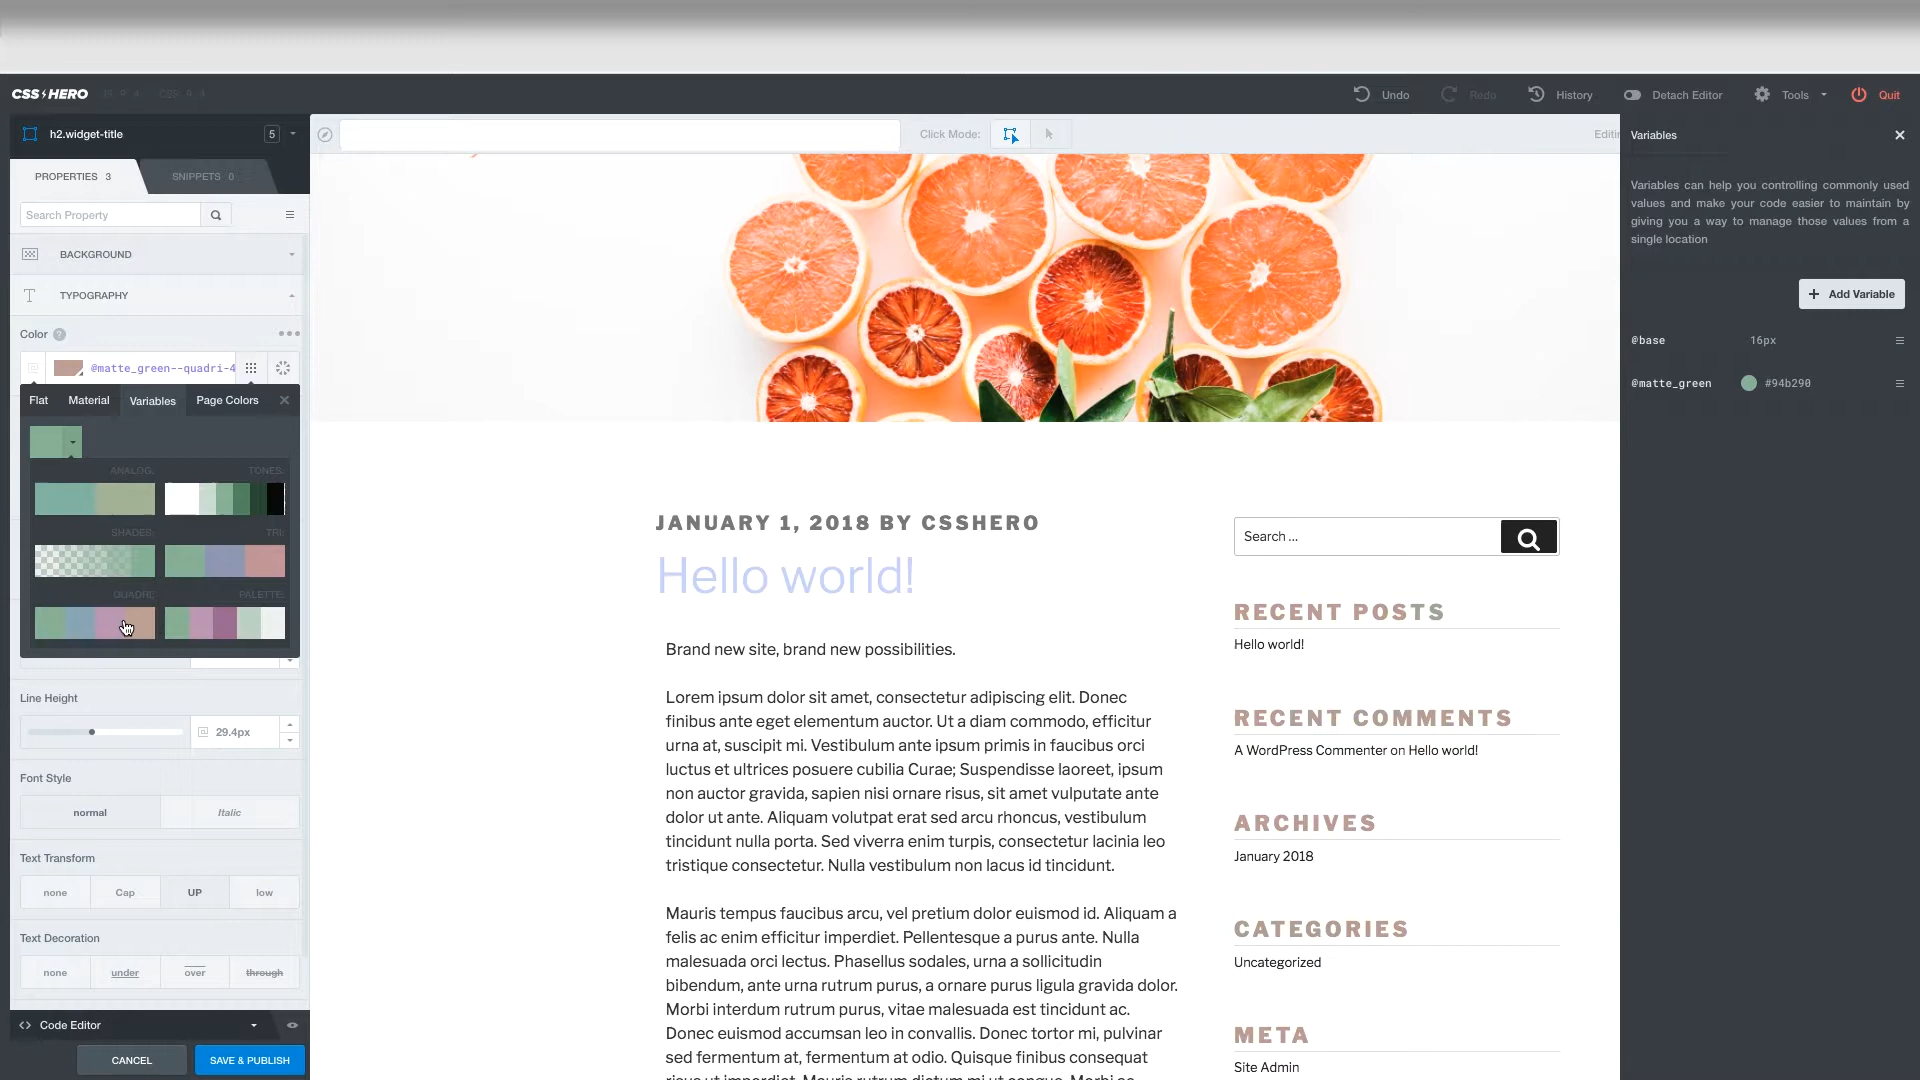 CSS HERO
Undo
Redo
History
Detach Editor
Tools
Quit
h2.widget-title
5
PROPERTIES 3
SNIPPETS 0
Search Property
BACKGROUND
TYPOGRAPHY
Color ?
@matte_green--quadri-4
Flat
Material
Variables
Page Colors
ANALOG:
TONES:
SHADES:
TRI:
QUADRI:
PALETTE:
Line Height
29.4px
Font Style
normal
Italic
Text Transform
none
Cap
UP
low
Text Decoration
none
under
over
through
Code Editor
CANCEL
SAVE & PUBLISH
Click Mode:
JANUARY 1, 2018 BY CSSHERO
Hello world!
Brand new site, brand new possibilities.
Lorem ipsum dolor sit amet, consectetur adipiscing elit. Donec
finibus ante eget elementum auctor. Ut a diam commodo, efficitur
urna at, suscipit mi. Vestibulum ante ipsum primis in faucibus orci
luctus et ultrices posuere cubilia Curae; Suspendisse laoreet, ipsum
non auctor gravida, sapien nisi ornare risus, sit amet vulputate ante
dolor ut ante. Aliquam volutpat erat sed arcu rhoncus, vestibulum
tincidunt nulla porta. Sed viverra enim turpis, consectetur lacinia leo
tristique consectetur. Nulla vestibulum non lacus id tincidunt.
Mauris tempus faucibus arcu, vel pretium dolor euismod id. Aliquam a
felis ac enim efficitur imperdiet. Pellentesque a purus ante. Nulla
malesuada orci lectus. Phasellus sodales, urna a sollicitudin
bibendum, ante urna rutrum purus, a ornare purus ligula gravida dolor.
Morbi interdum rutrum purus, vitae malesuada est tincidunt ac.
Donec euismod accumsan leo in convallis. Donec tortor mi, pulvinar
sed fermentum at, fermentum at odio. Quisque finibus consequat
Search ...
RECENT POSTS
Hello world!
RECENT COMMENTS
A WordPress Commenter on Hello world!
ARCHIVES
January 2018
CATEGORIES
Uncategorized
META
Site Admin
Variables
Variables can help you controlling commonly used
values and make your code easier to maintain by
giving you a way to manage those values from a
single location
+ Add Variable
@base 16px
@matte_green #94b290